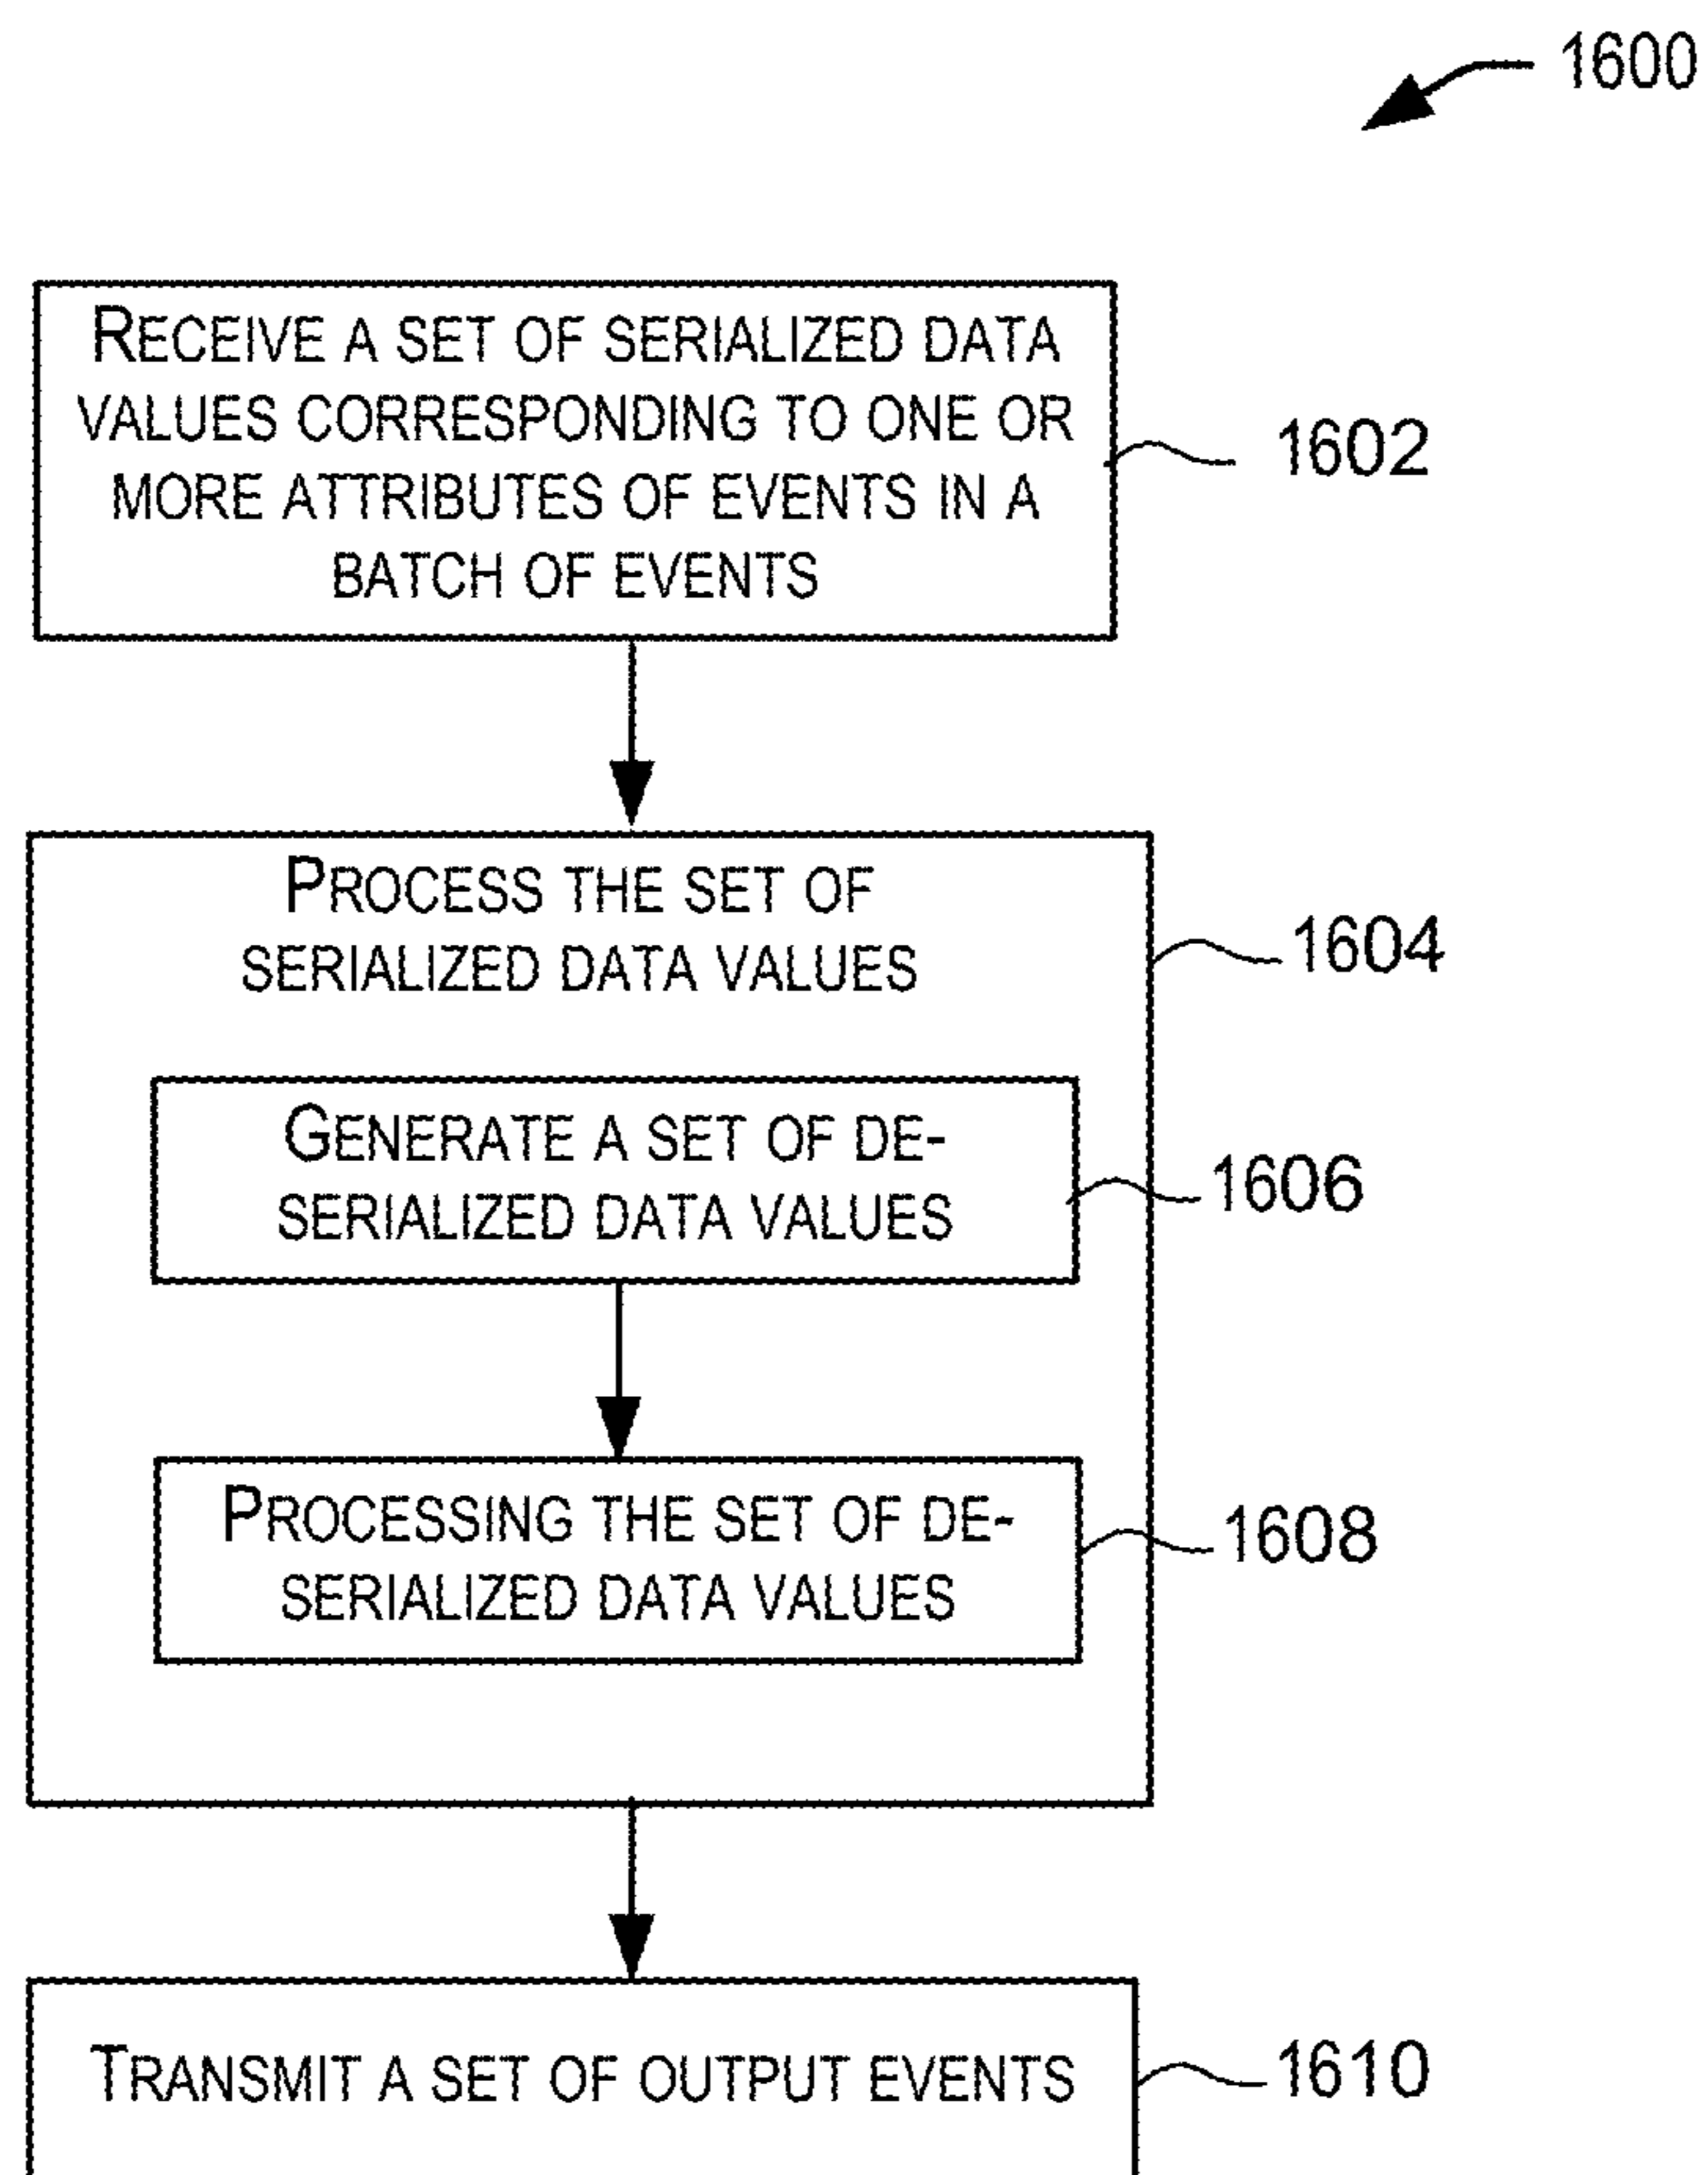 1600
RECEIVE A SET OF SERIALIZED DATA
VALUES CORRESPONDING TO ONE OR
MORE ATTRIBUTES OF EVENTS IN A
BATCH OF EVENTS
1602
PROCESS THE SET OF
SERIALIZED DATA VALUES
1604
GENERATE A SET OF DE-
SERIALIZED DATA VALUES
1606
PROCESSING THE SET OF DE-
SERIALIZED DATA VALUES
1608
TRANSMIT A SET OF OUTPUT EVENTS
1610